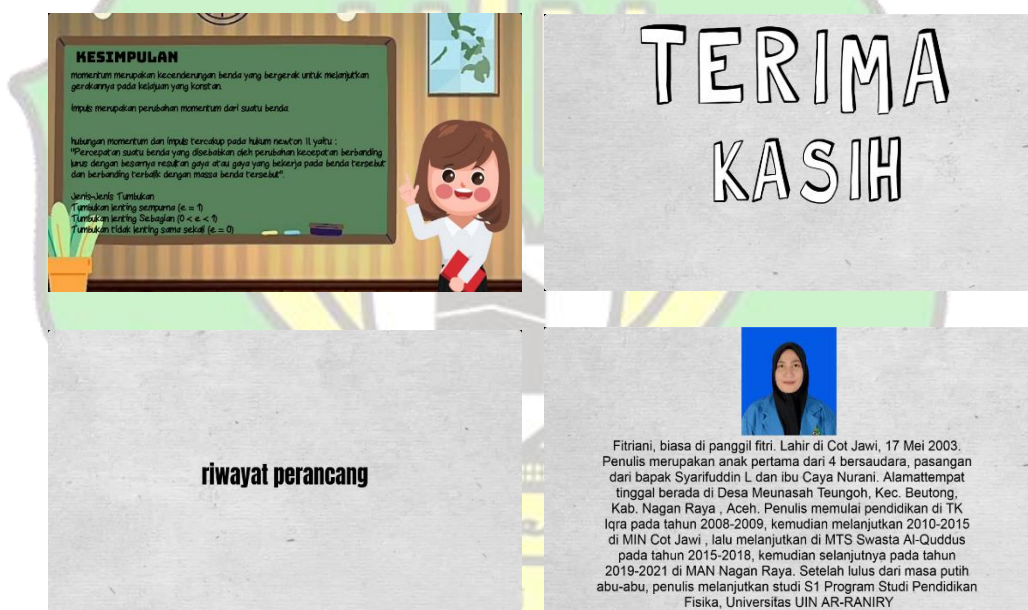 KESIMPULAN
momentum merupakan kecenderungan benda yang bergerak untuk melanjutkan
gerakannya pada kelajuan yang konstan.
Impuls merupakan perubahan momentum dari suatu benda.
hubungan momentum dan impuls tercakup pada hukum newton II yaitu :
"Percepatan suatu benda yang disebabkan oleh perubahan kecepatan berbanding
lurus dengan besarnya resultan gaya atau gaya yang bekerja pada benda tersebut
dan berbanding terbalik dengan massa benda tersebut".
Jenis-Jenis Tumbukan
Tumbukan lenting sempurna (e = 1)
Tumbukan lenting Sebagian (0 < e < 1)
Tumbukan tidak lenting sama sekali (e = 0)
TERIMA
KASIH
riwayat perancang
Fitriani, biasa di panggil fitri. Lahir di Cot Jawi, 17 Mei 2003.
Penulis merupakan anak pertama dari 4 bersaudara, pasangan
dari bapak Syarifuddin L dan ibu Caya Nurani. Alamattempat
tinggal berada di Desa Meunasah Teungoh, Kec. Beutong,
Kab. Nagan Raya , Aceh. Penulis memulai pendidikan di TK
Iqra pada tahun 2008-2009, kemudian melanjutkan 2010-2015
di MIN Cot Jawi , lalu melanjutkan di MTS Swasta Al-Quddus
pada tahun 2015-2018, kemudian selanjutnya pada tahun
2019-2021 di MAN Nagan Raya. Setelah lulus dari masa putih
abu-abu, penulis melanjutkan studi S1 Program Studi Pendidikan
Fisika, Universitas UIN AR-RANIRY